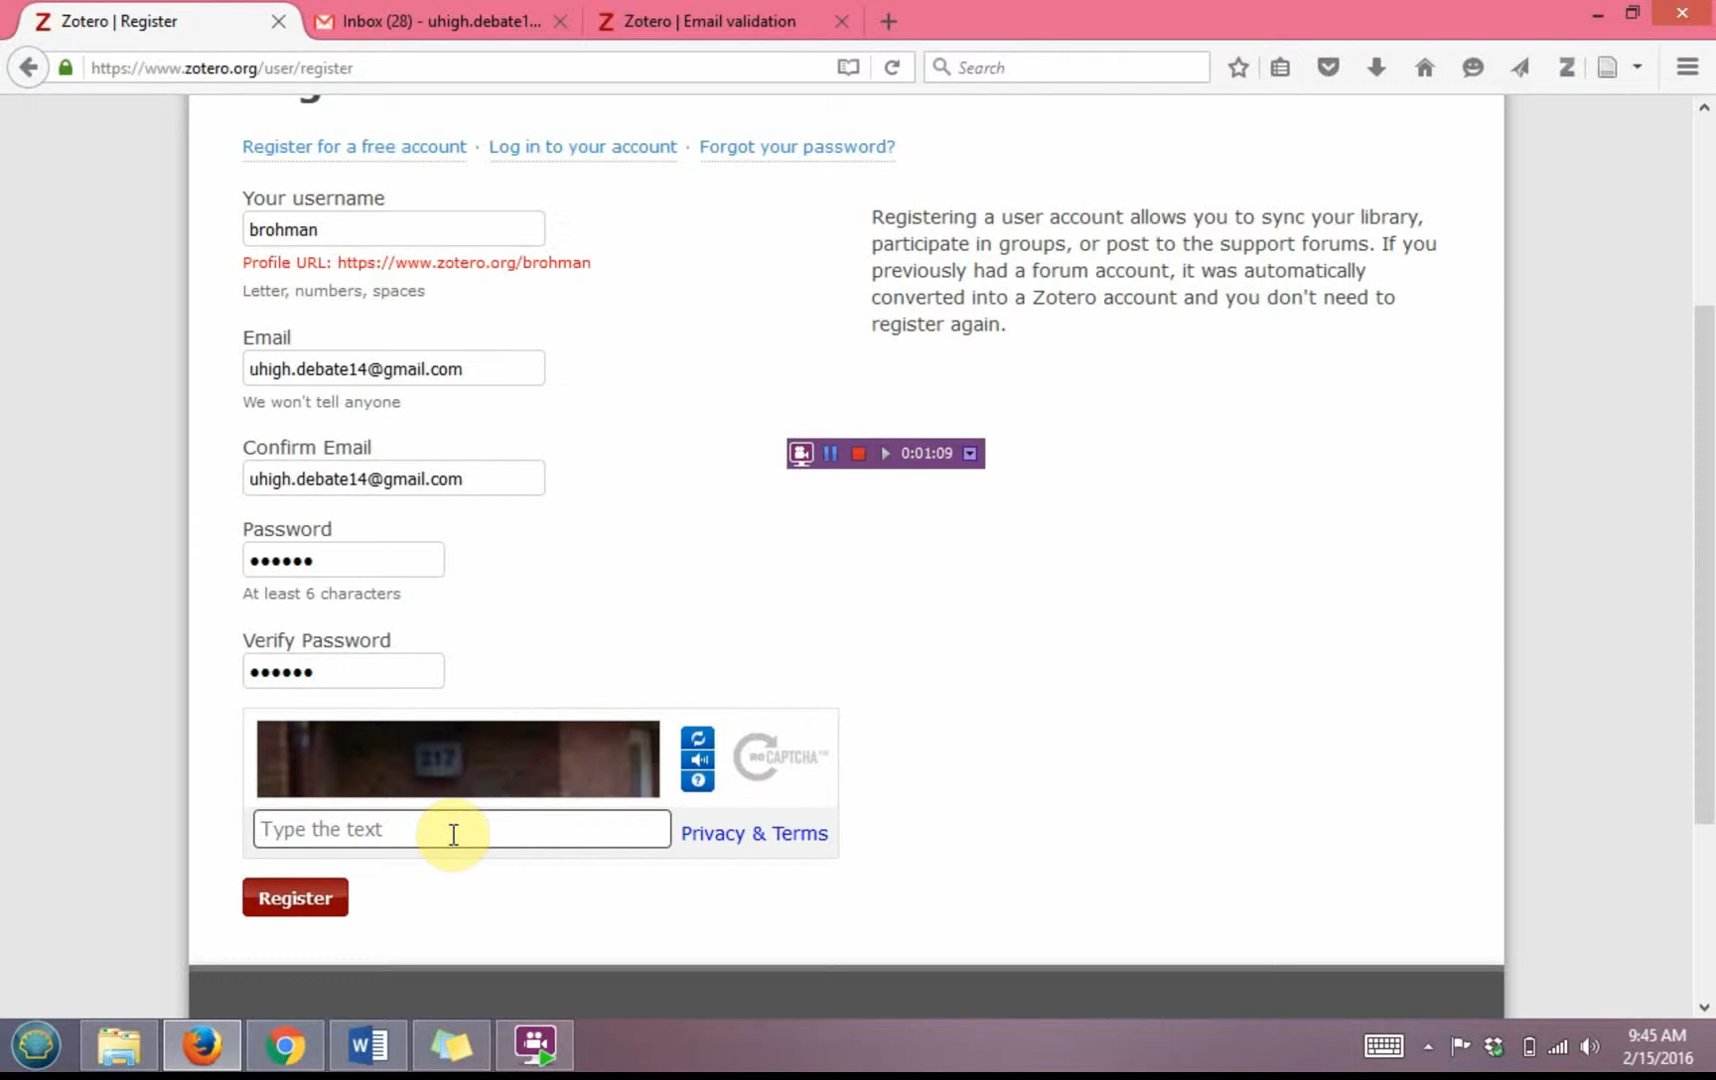 Zotero | Register
Inbox (28) - uhigh.debate1...
Zotero | Email validation
https://www.zotero.org/user/register
Search
Register for a free account · Log in to your account · Forgot your password?
Your username
brohman
Profile URL: https://www.zotero.org/brohman
Letter, numbers, spaces
Email
uhigh.debate14@gmail.com
We won't tell anyone
Confirm Email
uhigh.debate14@gmail.com
Password
••••••
At least 6 characters
Verify Password
••••••
Registering a user account allows you to sync your library,
participate in groups, or post to the support forums. If you
previously had a forum account, it was automatically
converted into a Zotero account and you don't need to
register again.
0:01:09
217
reCAPTCHA™
Type the text
Privacy & Terms
Register
9:45 AM
2/15/2016